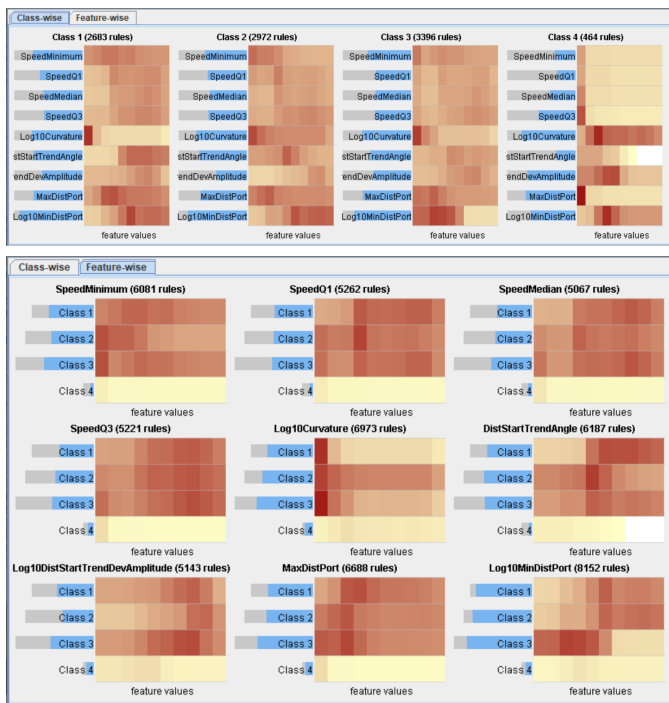 Class-wise Feature-wise
Class 1 (2683 rules) Class 2 (2972 rules) Class 3 (3396 rules) Class 4 (464 rules)
SpeedMinimum SpeedMinimum SpeedMinimum SpeedMinimum
SpeedQ1 SpeedQ1 SpeedQ1 SpeedQ1
SpeedMedian SpeedMedian SpeedMedian SpeedMedian
SpeedQ3 SpeedQ3 SpeedQ3 SpeedQ3
Log10Curvature Log10Curvature Log10Curvature Log10Curvature
stStartTrendAngle stStartTrendAngle stStartTrendAngle stStartTrendAngle
endDevAmplitude endDevAmplitude endDevAmplitude endDevAmplitude
MaxDistPort MaxDistPort MaxDistPort MaxDistPort
Log10MinDistPort Log10MinDistPort Log10MinDistPort Log10MinDistPort
feature values feature values feature values feature values
Class-wise Feature-wise
SpeedMinimum (6081 rules) SpeedQ1 (5262 rules) SpeedMedian (5067 rules)
Class 1 Class 1 Class 1
Class 2 Class 2 Class 2
Class 3 Class 3 Class 3
Class 4 Class 4 Class 4
feature values feature values feature values
SpeedQ3 (5221 rules) Log10Curvature (6973 rules) DistStartTrendAngle (6187 rules)
Class 1 Class 1 Class 1
Class 2 Class 2 Class 2
Class 3 Class 3 Class 3
Class 4 Class 4 Class 4
feature values feature values feature values
Log10DistStartTrendDevAmplitude (5143 rules) MaxDistPort (6688 rules) Log10MinDistPort (8152 rules)
Class 1 Class 1 Class 1
Class 2 Class 2 Class 2
Class 3 Class 3 Class 3
Class 4 Class 4 Class 4
feature values feature values feature values